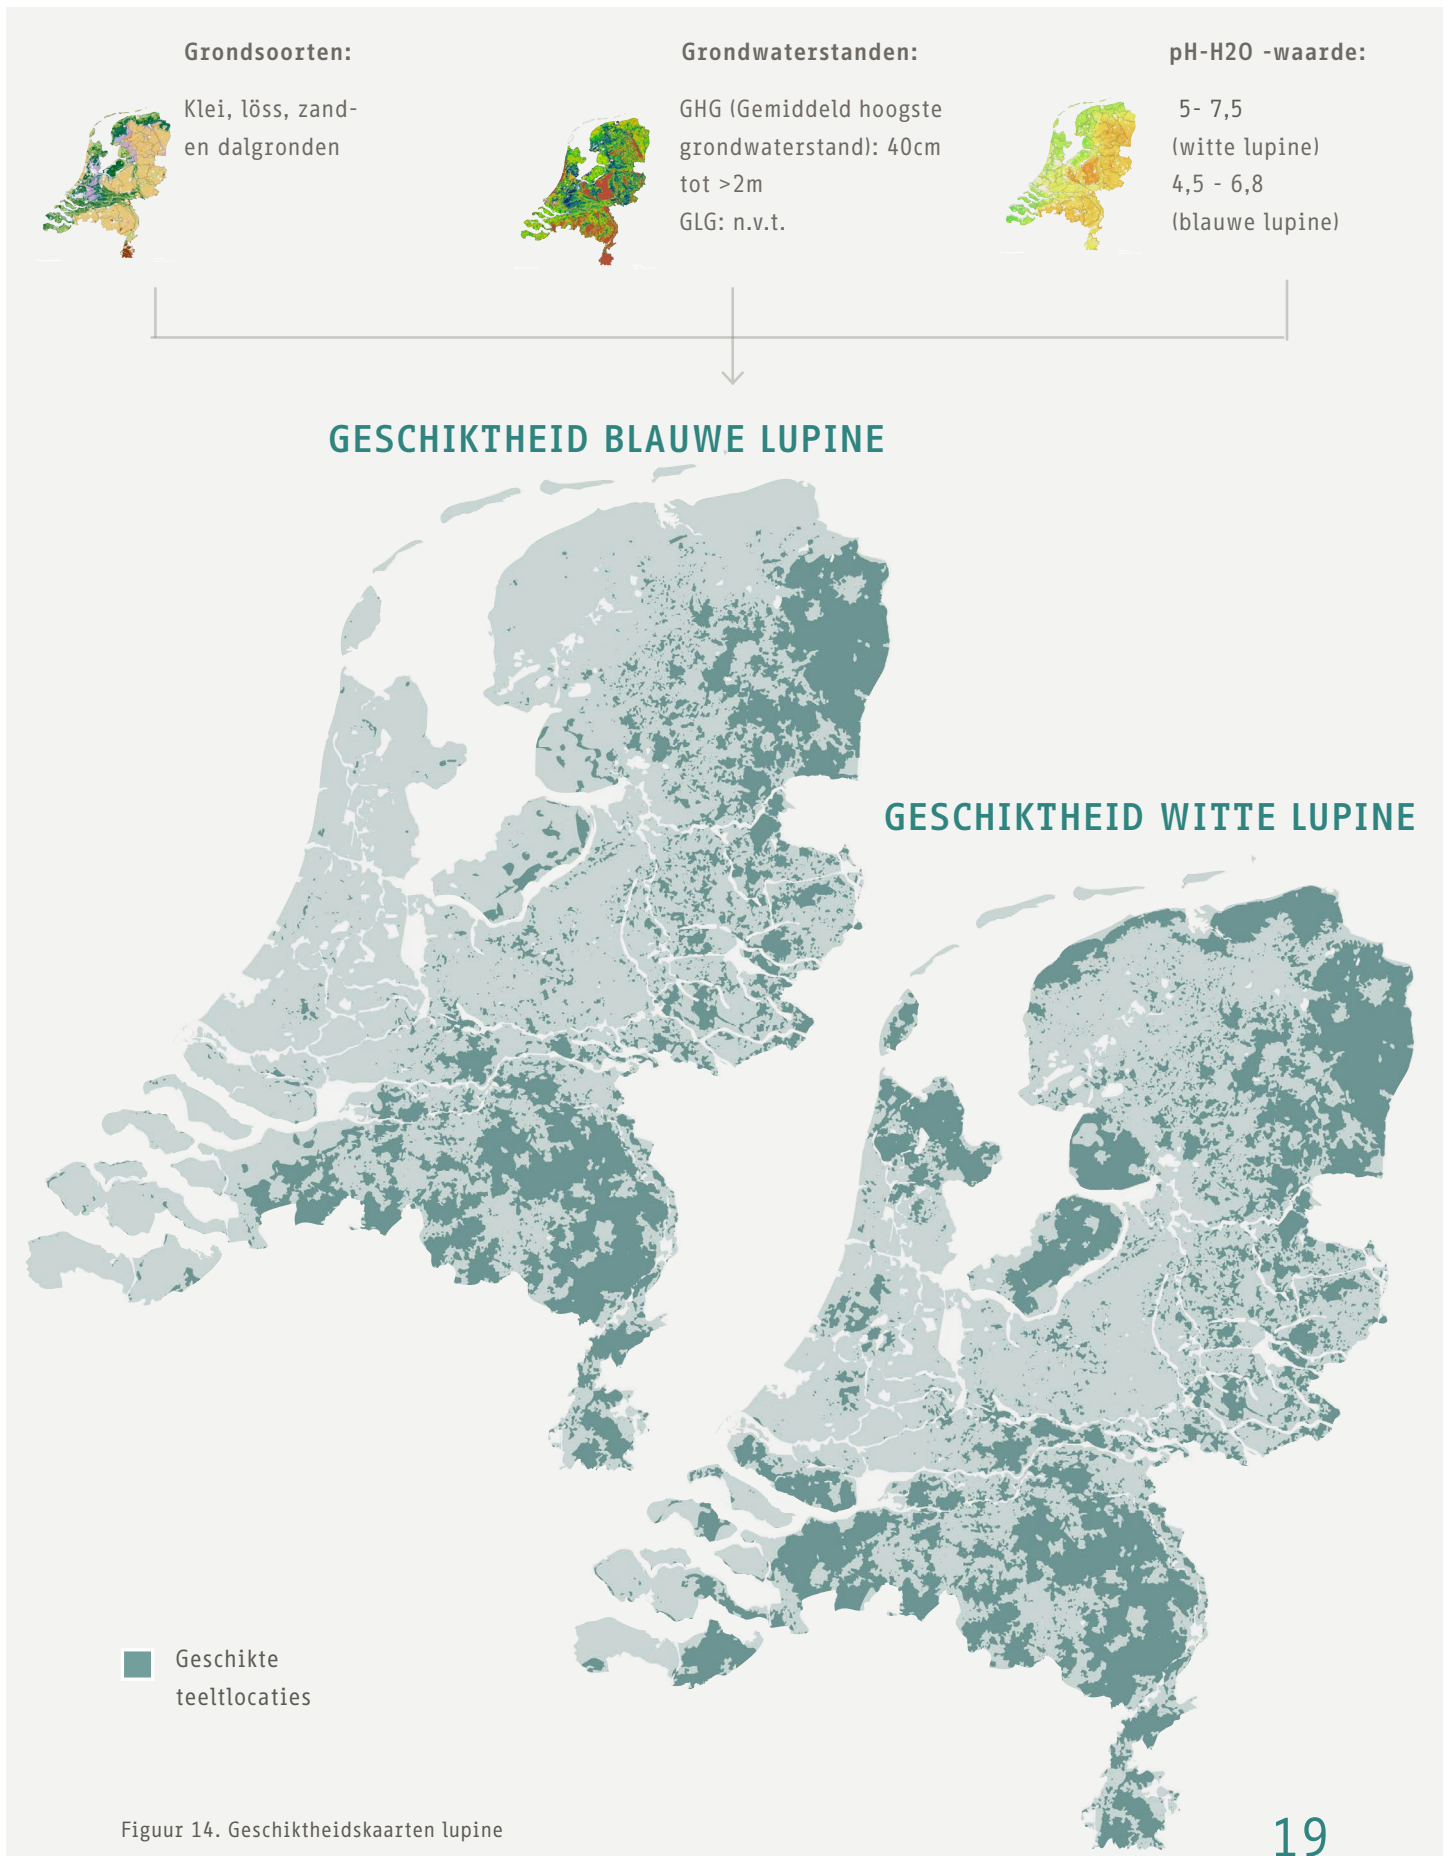 Grondsoorten:
Klei, löss, zand-
en dalgronden
Grondwaterstanden:
GHG (Gemiddeld hoogste
grondwaterstand): 40cm
tot >2m
GLG: n.v.t.
pH-H2O -waarde:
5- 7,5
(witte lupine)
4,5 - 6,8
(blauwe lupine)
GESCHIKTHEID BLAUWE LUPINE
GESCHIKTHEID WITTE LUPINE
Geschikte
teeltlocaties
Figuur 14. Geschiktheidskaarten lupine
19